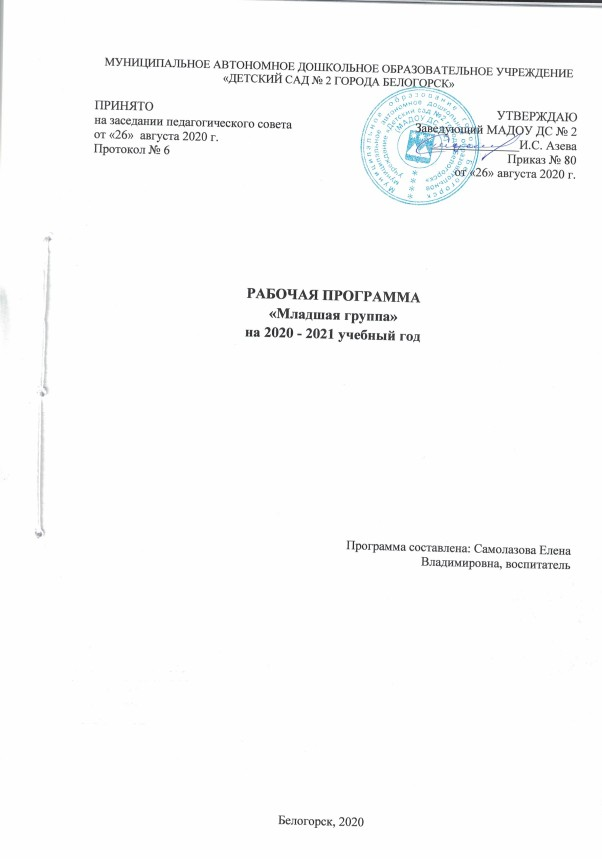 МУНИЦИПАЛЬНОЕ АВТОНОМНОЕ ДОШКОЛЬНОЕ ОБРАЗОВАТЕЛЬНОЕ УЧРЕЖДЕНИЕ
«ДЕТСКИЙ САД № 2 ГОРОДА БЕЛОГОРСК»
ПРИНЯТО
на заседании педагогического совета
от «26» августа 2020 г.
Протокол № 6
УТВЕРЖДАЮ
Заведующий МАДОУ ДС № 2
И.С. Азева
Приказ № 80
от «26» августа 2020 г.
РАБОЧАЯ ПРОГРАММА
«Младшая группа»
на 2020 - 2021 учебный год
Программа составлена: Самолазова Елена
Владимировна, воспитатель
Белогорск, 2020